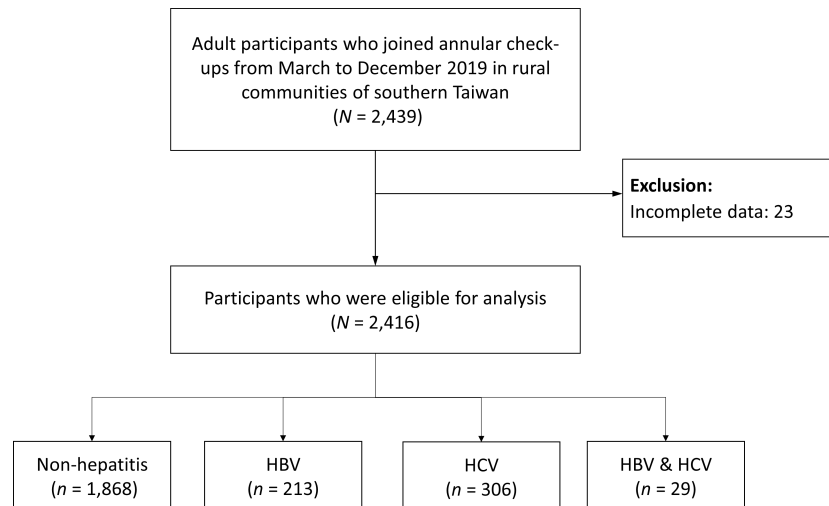 Adult participants who joined annular check-
ups from March to December 2019 in rural
communities of southern Taiwan
(N = 2,439)
Exclusion:
Incomplete data: 23
Participants who were eligible for analysis
(N = 2,416)
Non-hepatitis
(n = 1,868)
HBV
(n = 213)
HCV
(n = 306)
HBV & HCV
(n = 29)